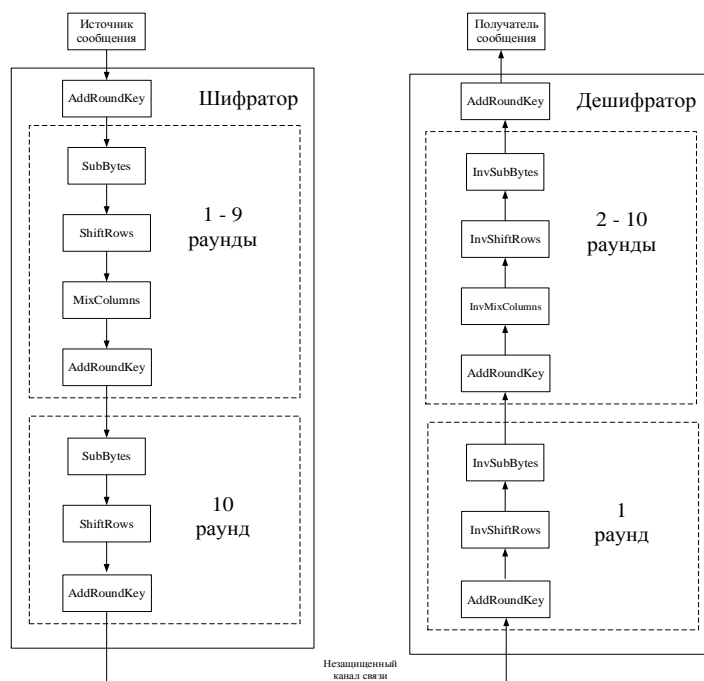 Источник
сообщения
AddRoundKey
Шифратор
SubBytes
ShiftRows
MixColumns
AddRoundKey
1 - 9
раунды
SubBytes
ShiftRows
AddRoundKey
10
раунд
Незащищенный
канал связи
Получатель
сообщения
AddRoundKey
Дешифратор
InvSubBytes
InvShiftRows
InvMixColumns
AddRoundKey
2 - 10
раунды
InvSubBytes
InvShiftRows
AddRoundKey
1
раунд